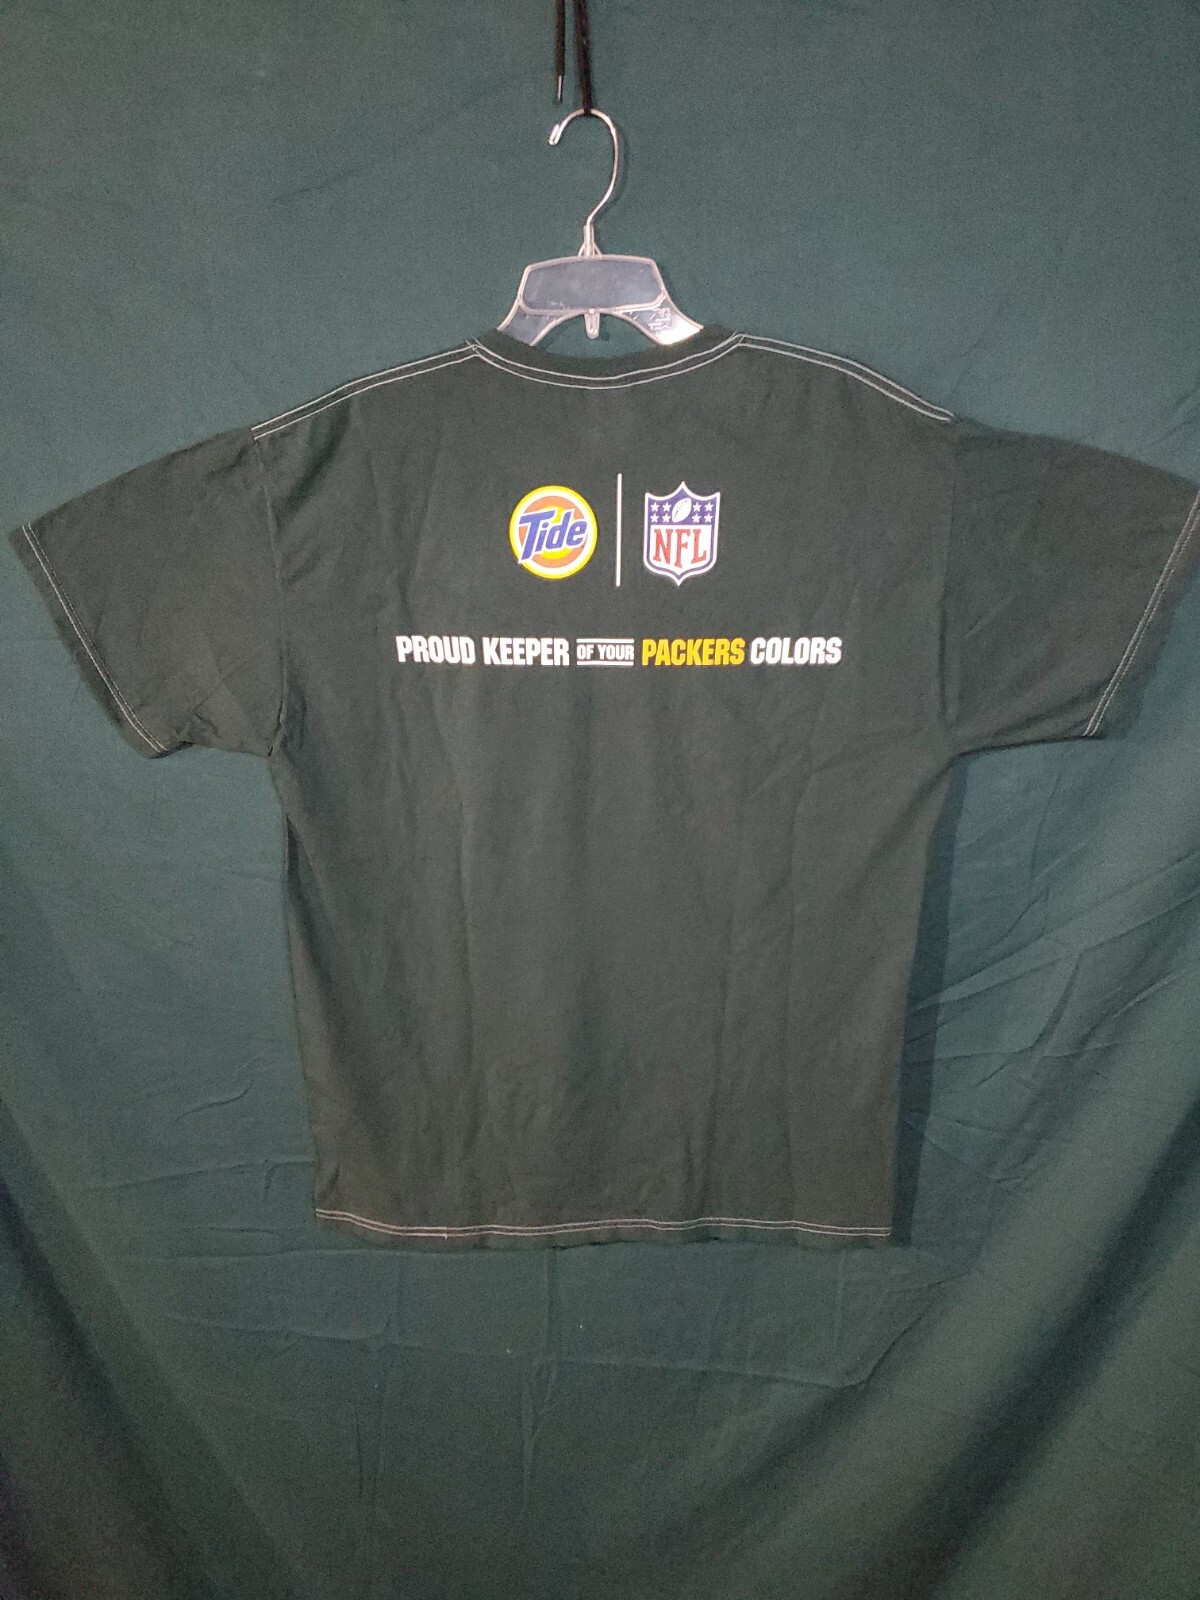 Tide NFL
PROUD KEEPER OF YOUR PACKERS COLORS